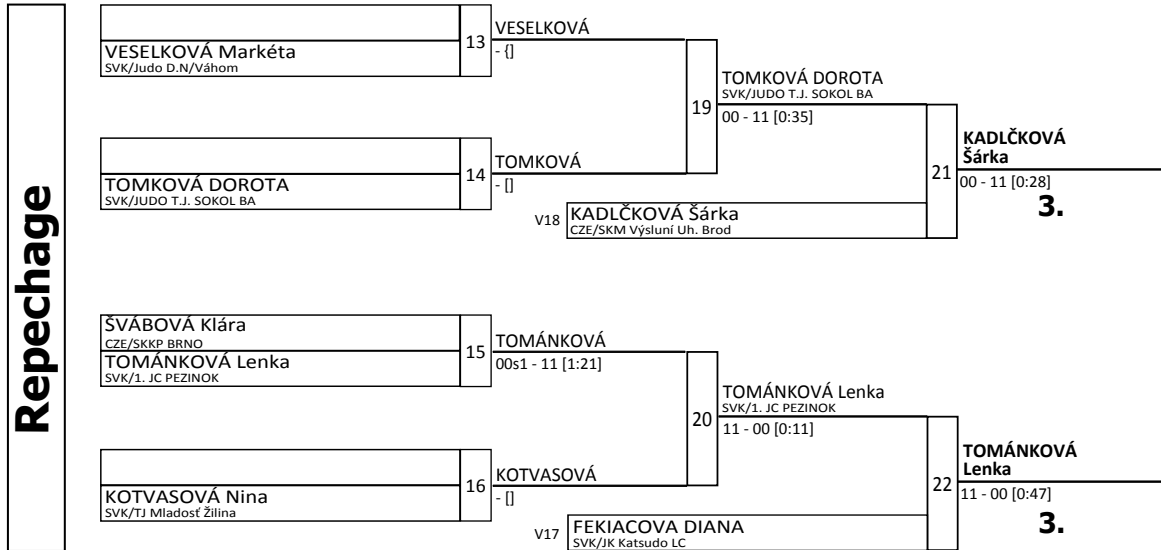 Repechage
VESELKOVÁ Markéta
SVK/Judo D.N/Váhom
13
VESELKOVÁ
- {]
TOMKOVÁ DOROTA
SVK/JUDO T.J. SOKOL BA
14
TOMKOVÁ
- []
19
TOMKOVÁ DOROTA
SVK/JUDO T.J. SOKOL BA
00 - 11 [0:35]
V18
KADLČKOVÁ Šárka
CZE/SKM Výsluní Uh. Brod
21
KADLČKOVÁ
Šárka
00 - 11 [0:28]
3.
ŠVÁBOVÁ Klára
CZE/SKKP BRNO
TOMÁNKOVÁ Lenka
SVK/1. JC PEZINOK
15
TOMÁNKOVÁ
00s1 - 11 [1:21]
KOTVASOVÁ Nina
SVK/TJ Mladosť Žilina
16
KOTVASOVÁ
- []
20
TOMÁNKOVÁ Lenka
SVK/1. JC PEZINOK
11 - 00 [0:11]
V17
FEKIACOVA DIANA
SVK/JK Katsudo LC
22
TOMÁNKOVÁ
Lenka
11 - 00 [0:47]
3.